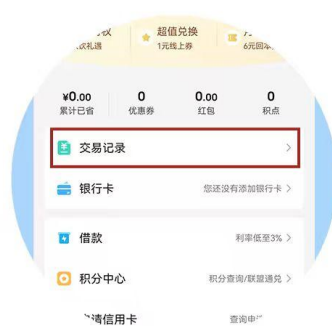 超值兑换
1元线上券
6元回本
¥0.00
0
0.00
0
累计已省
优惠券
红包
积点
交易记录
银行卡
您还没有添加银行卡
借款
利率低至3%
积分中心
积分查询/联盟通兑
请信用卡
查询申